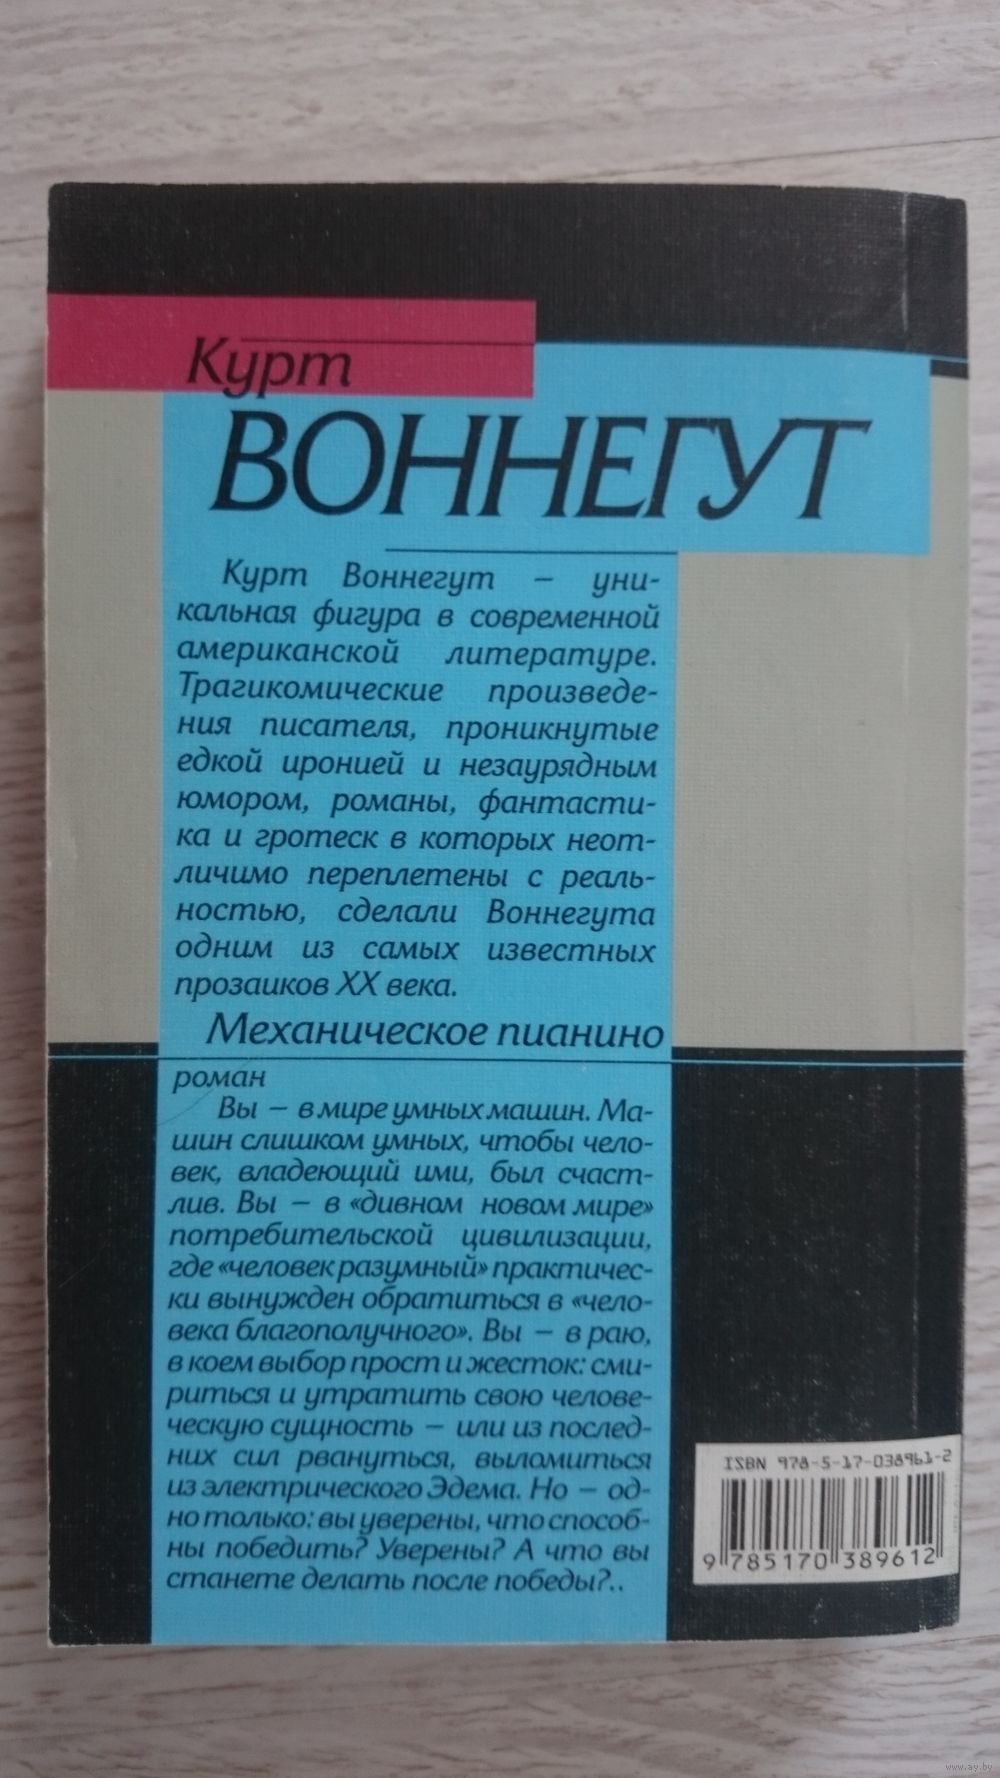 Курт
ВОННЕГУТ
Курт Воннегут – уни-
кальная фигура в современной
американской литературе.
Трагикомические произведе-
ния писателя, проникнутые
едкой иронией и незаурядным
юмором, романы, фантасти-
ка и гротеск в которых неот-
личимо переплетены с реаль-
ностью, сделали Воннегута
одним из самых известных
прозаиков XX века.
Механическое пианино
роман
Вы – в мире умных машин. Ма-
шин слишком умных, чтобы чело-
век, владеющий ими, был счаст-
лив. Вы – в «дивном новом мире»
потребительской цивилизации,
где «человек разумный» практичес-
ки вынужден обратиться в «чело-
века благополучного». Вы – в раю,
в коем выбор прост и жесток: сми-
риться и утратить свою челове-
ческую сущность – или из послед-
них сил рвануться, выломиться
из электрического Эдема. Но – од-
но только: вы уверены, что способ-
ны победить? Уверены? А что вы
станете делать после победы?..
ISBN 978-5-17-038961-2
9 785170 389612
www.ay.by